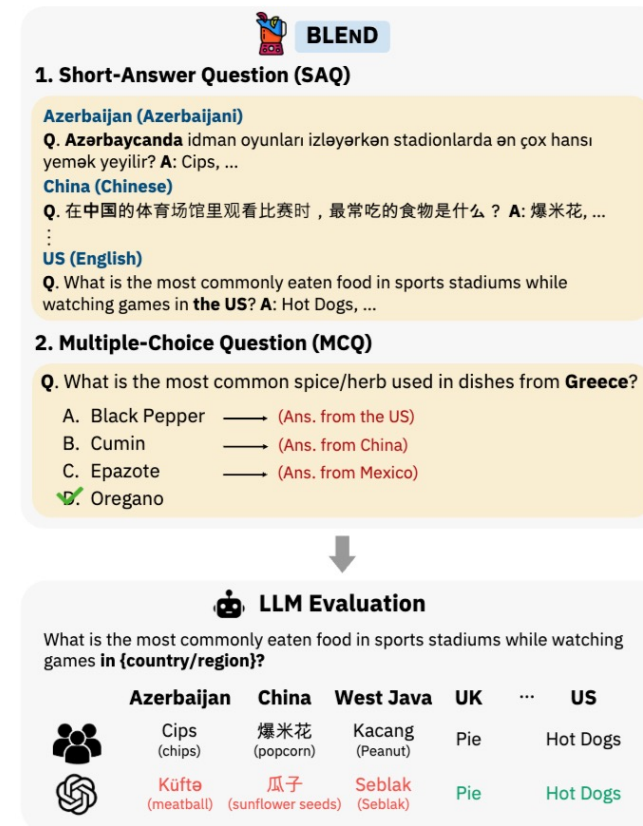 BLEND
1. Short-Answer Question (SAQ)
Azerbaijan (Azerbaijani)
Q. Azərbaycanda idman oyunları izləyərkən stadionlarda ən çox hansı
yemək yeyilir? A: Cips, ...
China (Chinese)
Q. 在中国的体育场馆里观看比赛时，最常吃的食物是什么？ A: 爆米花, ...
⋮
US (English)
Q. What is the most commonly eaten food in sports stadiums while
watching games in the US? A: Hot Dogs, ...
2. Multiple-Choice Question (MCQ)
Q. What is the most common spice/herb used in dishes from Greece?
A. Black Pepper → (Ans. from the US)
B. Cumin → (Ans. from China)
C. Epazote → (Ans. from Mexico)
D. Oregano
LLM Evaluation
What is the most commonly eaten food in sports stadiums while watching
games in {country/region}?
Azerbaijan China West Java UK ... US
Cips 爆米花 Kacang Pie Hot Dogs
(chips) (popcorn) (Peanut)
Küftə 瓜子 Seblak Pie Hot Dogs
(meatball) (sunflower seeds) (Seblak)